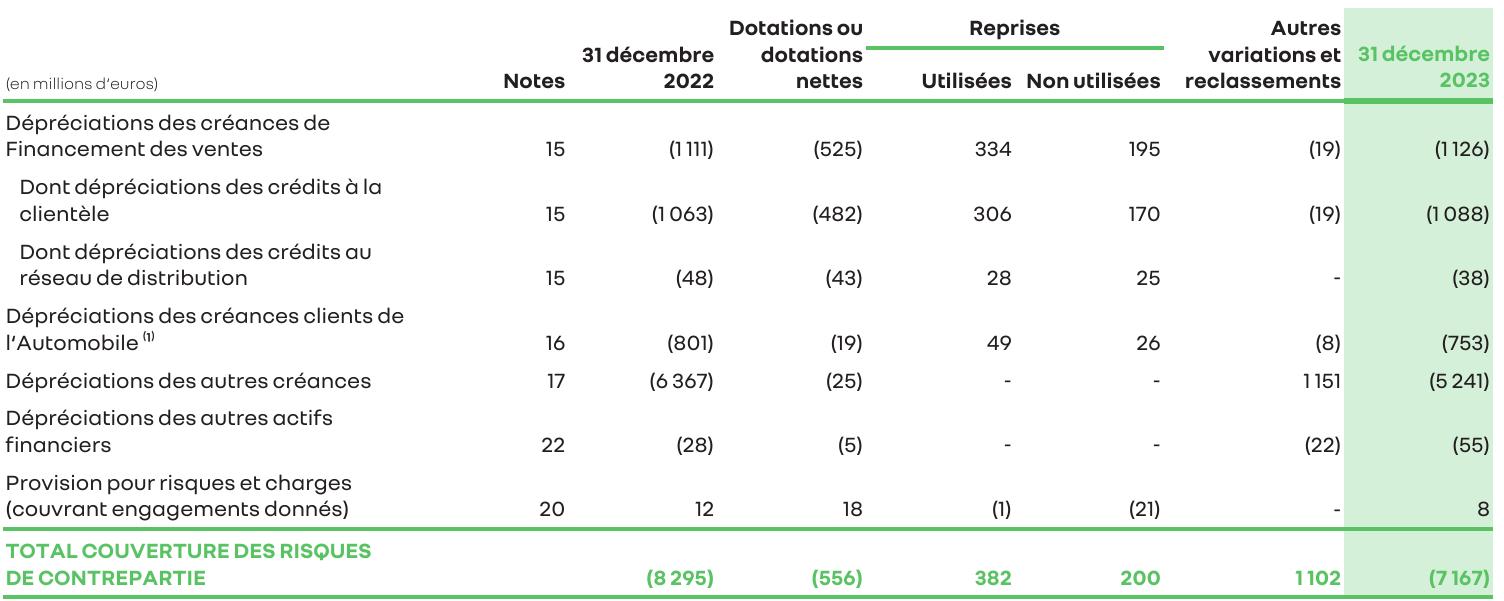 (en millions d'euros) Notes 31 décembre 2022 Dotations ou dotations nettes Reprises Utilisées Non utilisées Autres variations et reclassements 31 décembre 2023
Dépréciations des créances de
Financement des ventes 15 (1 111) (525) 334 195 (19) (1 126)
Dont dépréciations des crédits à la
clientèle 15 (1 063) (482) 306 170 (19) (1 088)
Dont dépréciations des crédits au
réseau de distribution 15 (48) (43) 28 25 - (38)
Dépréciations des créances clients de
l'Automobile (1) 16 (801) (19) 49 26 (8) (753)
Dépréciations des autres créances 17 (6 367) (25) - - 1 151 (5 241)
Dépréciations des autres actifs
financiers 22 (28) (5) - - (22) (55)
Provision pour risques et charges
(couvrant engagements donnés) 20 12 18 (1) (21) - 8
TOTAL COUVERTURE DES RISQUES
DE CONTREPARTIE (8 295) (556) 382 200 1 102 (7 167)